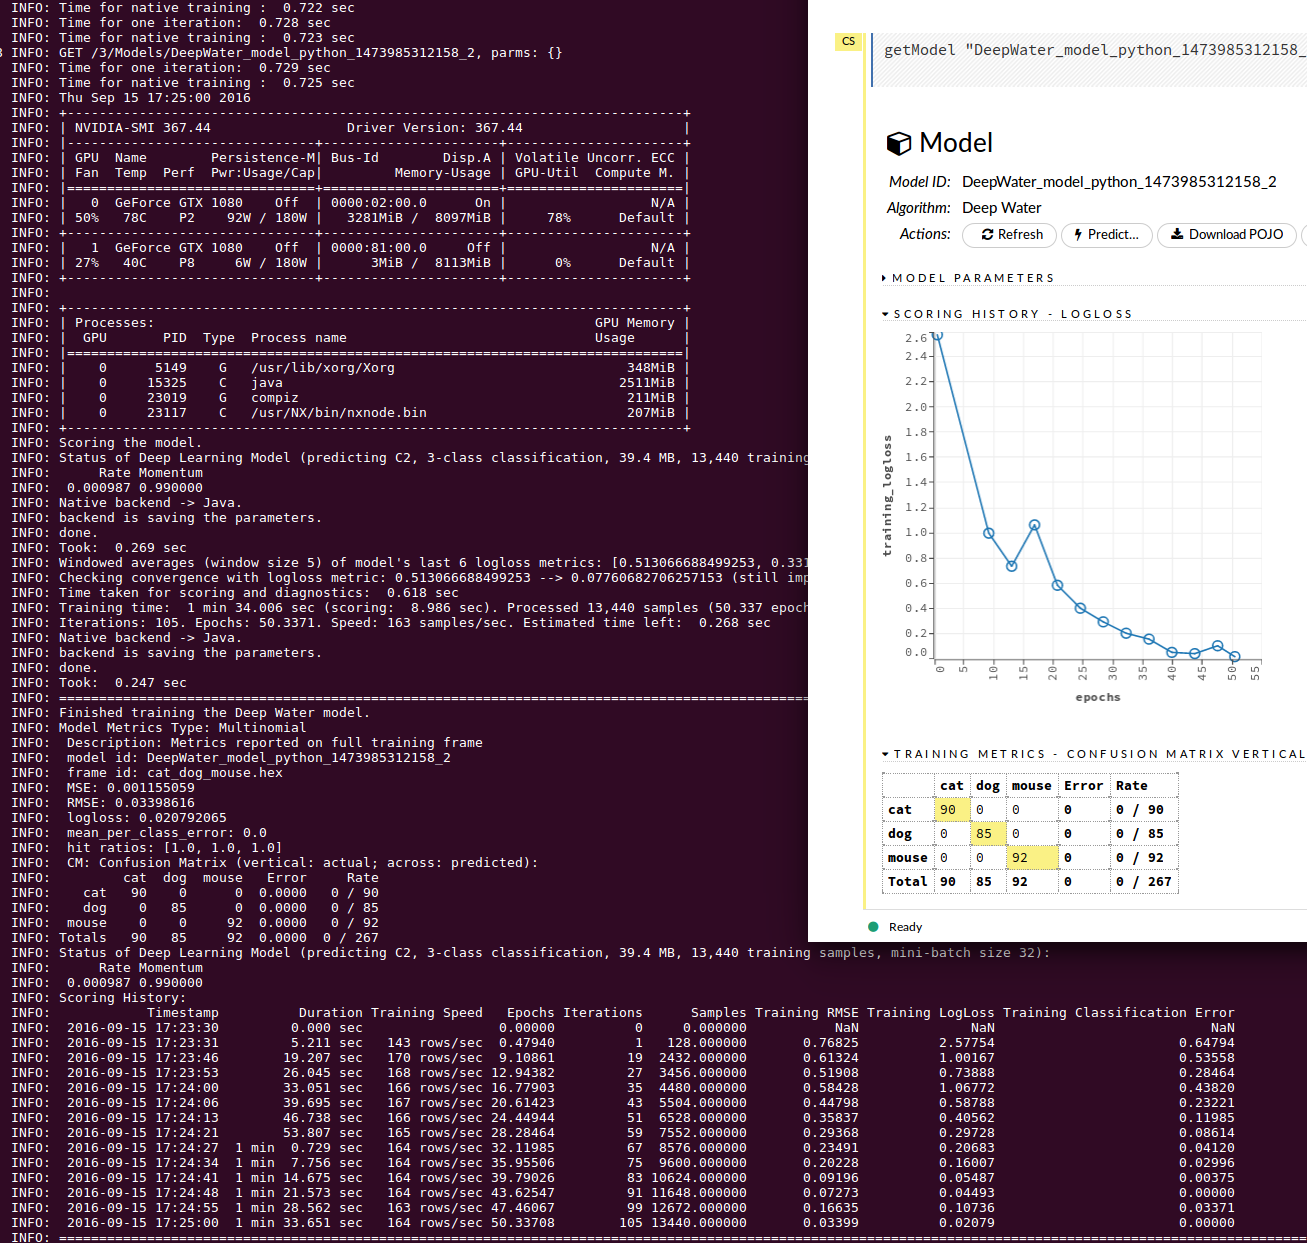 INFO: Time for native training :  0.722 sec
INFO: Time for one iteration:  0.728 sec
INFO: Time for native training :  0.723 sec
3 INFO: GET /3/Models/DeepWater_model_python_1473985312158_2, parms: {}
INFO: Time for one iteration:  0.729 sec
INFO: Time for native training :  0.725 sec
INFO: Thu Sep 15 17:25:00 2016
INFO: +-----------------------------------------------------------------------------+
INFO: | NVIDIA-SMI 367.44                 Driver Version: 367.44                    |
INFO: |-------------------------------+----------------------+----------------------+
INFO: | GPU  Name        Persistence-M| Bus-Id        Disp.A | Volatile Uncorr. ECC |
INFO: | Fan  Temp  Perf  Pwr:Usage/Cap|         Memory-Usage | GPU-Util  Compute M. |
INFO: |===============================+======================+======================|
INFO: |   0  GeForce GTX 1080    Off  | 0000:02:00.0      On |                  N/A |
INFO: | 50%   78C    P2    92W / 180W |   3281MiB /  8097MiB |     78%      Default |
INFO: +-------------------------------+----------------------+----------------------+
INFO: |   1  GeForce GTX 1080    Off  | 0000:81:00.0     Off |                  N/A |
INFO: | 27%   40C    P8     6W / 180W |      3MiB /  8113MiB |      0%      Default |
INFO: +-------------------------------+----------------------+----------------------+
INFO:
INFO: +-----------------------------------------------------------------------------+
INFO: | Processes:                                                       GPU Memory |
INFO: |  GPU       PID  Type  Process name                               Usage      |
INFO: |=============================================================================|
INFO: |    0      5149    G   /usr/lib/xorg/Xorg                             348MiB |
INFO: |    0     15325    C   java                                          2511MiB |
INFO: |    0     23019    G   compiz                                         211MiB |
INFO: |    0     23117    C   /usr/NX/bin/nxnode.bin                         207MiB |
INFO: +-----------------------------------------------------------------------------+
INFO: Scoring the model.
INFO: Status of Deep Learning Model (predicting C2, 3-class classification, 39.4 MB, 13,440 training
INFO:      Rate Momentum
INFO:  0.000987 0.990000
INFO: Native backend -> Java.
INFO: backend is saving the parameters.
INFO: done.
INFO: Took:  0.269 sec
INFO: Windowed averages (window size 5) of model's last 6 logloss metrics: [0.513066688499253, 0.331
INFO: Checking convergence with logloss metric: 0.513066688499253 --> 0.07760682706257153 (still imp
INFO: Time taken for scoring and diagnostics:  0.618 sec
INFO: Training time:  1 min 34.006 sec (scoring:  8.986 sec). Processed 13,440 samples (50.337 epoch
INFO: Iterations: 105. Epochs: 50.3371. Speed: 163 samples/sec. Estimated time left:  0.268 sec
INFO: Native backend -> Java.
INFO: backend is saving the parameters.
INFO: done.
INFO: Took:  0.247 sec
INFO: ==============================================================================================
INFO: Finished training the Deep Water model.
INFO: Model Metrics Type: Multinomial
INFO:  Description: Metrics reported on full training frame
INFO:  model id: DeepWater_model_python_1473985312158_2
INFO:  frame id: cat_dog_mouse.hex
INFO:  MSE: 0.001155059
INFO:  RMSE: 0.03398616
INFO:  logloss: 0.020792065
INFO:  mean_per_class_error: 0.0
INFO:  hit ratios: [1.0, 1.0, 1.0]
INFO:  CM: Confusion Matrix (vertical: actual; across: predicted):
INFO:         cat  dog  mouse   Error     Rate
INFO:    cat   90    0      0  0.0000   0 / 90
INFO:    dog    0   85      0  0.0000   0 / 85
INFO:  mouse    0    0     92  0.0000   0 / 92
INFO: Totals   90   85     92  0.0000  0 / 267
INFO: Status of Deep Learning Model (predicting C2, 3-class classification, 39.4 MB, 13,440 training samples, mini-batch size 32):
INFO:      Rate Momentum
INFO:  0.000987 0.990000
INFO: Scoring History:
INFO:            Timestamp          Duration Training Speed   Epochs Iterations      Samples Training RMSE Training LogLoss Training Classification Error
INFO:  2016-09-15 17:23:30         0.000 sec                 0.00000          0     0.000000           NaN              NaN                           NaN
INFO:  2016-09-15 17:23:31         5.211 sec   143 rows/sec  0.47940          1   128.000000       0.76825          2.57754                       0.64794
INFO:  2016-09-15 17:23:46        19.207 sec   170 rows/sec  9.10861         19  2432.000000       0.61324          1.00167                       0.53558
INFO:  2016-09-15 17:23:53        26.045 sec   168 rows/sec 12.94382         27  3456.000000       0.51908          0.73888                       0.28464
INFO:  2016-09-15 17:24:00        33.051 sec   166 rows/sec 16.77903         35  4480.000000       0.58428          1.06772                       0.43820
INFO:  2016-09-15 17:24:06        39.695 sec   167 rows/sec 20.61423         43  5504.000000       0.44798          0.58788                       0.23221
INFO:  2016-09-15 17:24:13        46.738 sec   166 rows/sec 24.44944         51  6528.000000       0.35837          0.40562                       0.11985
INFO:  2016-09-15 17:24:21        53.807 sec   165 rows/sec 28.28464         59  7552.000000       0.29368          0.29728                       0.08614
INFO:  2016-09-15 17:24:27  1 min  0.729 sec   164 rows/sec 32.11985         67  8576.000000       0.23491          0.20683                       0.04120
INFO:  2016-09-15 17:24:34  1 min  7.756 sec   164 rows/sec 35.95506         75  9600.000000       0.20228          0.16007                       0.02996
INFO:  2016-09-15 17:24:41  1 min 14.675 sec   164 rows/sec 39.79026         83 10624.000000       0.09196          0.05487                       0.00375
INFO:  2016-09-15 17:24:48  1 min 21.573 sec   164 rows/sec 43.62547         91 11648.000000       0.07273          0.04493                       0.00000
INFO:  2016-09-15 17:24:55  1 min 28.562 sec   163 rows/sec 47.46067         99 12672.000000       0.16635          0.10736                       0.03371
INFO:  2016-09-15 17:25:00  1 min 33.651 sec   164 rows/sec 50.33708        105 13440.000000       0.03399          0.02079                       0.00000
INFO: ==============================================================================================
CS
getModel "DeepWater_model_python_1473985312158_
Model
Model ID: DeepWater_model_python_1473985312158_2
Algorithm: Deep Water
Actions: Refresh Predict... Download POJO
MODEL PARAMETERS
SCORING HISTORY - LOGLOSS
2.6
2.4
2.2
2.0
1.8
1.6
1.4
1.2
1.0
0.8
0.6
0.4
0.2
0.0
training_logloss
0 5 10 15 20 25 30 35 40 45 50 55
epochs
TRAINING METRICS - CONFUSION MATRIX VERTICAL
cat dog mouse Error Rate
cat 90 0 0 0 0 / 90
dog 0 85 0 0 0 / 85
mouse 0 0 92 0 0 / 92
Total 90 85 92 0 0 / 267
Ready